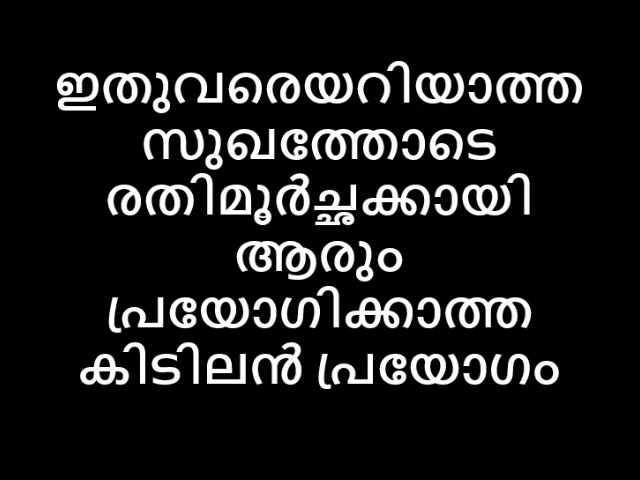 ഇതുവരെയറിയാത്ത
സുഖത്തോടെ
രതിമൂർച്ഛക്കായി
ആരും
പ്രയോഗിക്കാത്ത
കിടിലൻ പ്രയോഗം